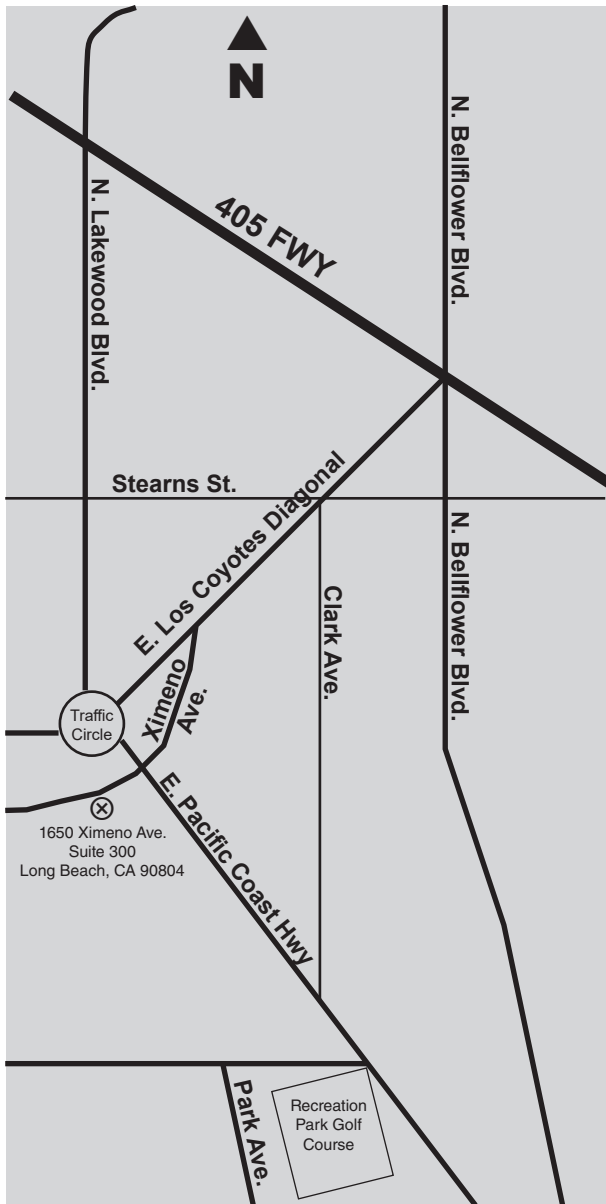 N
N. Bellflower Blvd.
N. Lakewood Blvd.
405 FWY
Stearns St.
E. Los Coyotes Diagonal
N. Bellflower Blvd.
Clark Ave.
Ximeno
Ave.
Traffic
Circle
E. Pacific Coast Hwy
1650 Ximeno Ave.
Suite 300
Long Beach, CA 90804
Park Ave.
Recreation
Park Golf
Course